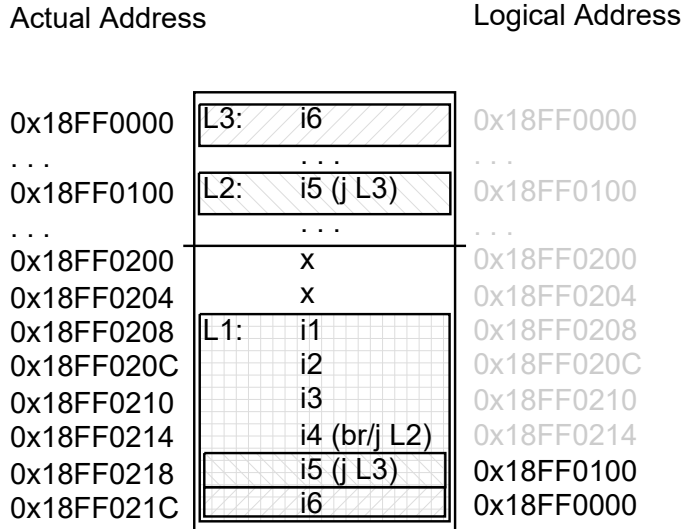 Actual Address Logical Address
0x18FF0000 L3: i6 0x18FF0000
. . . . . . . . .
0x18FF0100 L2: i5 (j L3) 0x18FF0100
. . . . . . . . .
0x18FF0200 x 0x18FF0200
0x18FF0204 x 0x18FF0204
0x18FF0208 L1: i1 0x18FF0208
0x18FF020C i2 0x18FF020C
0x18FF0210 i3 0x18FF0210
0x18FF0214 i4 (br/j L2) 0x18FF0214
0x18FF0218 i5 (j L3) 0x18FF0100
0x18FF021C i6 0x18FF0000